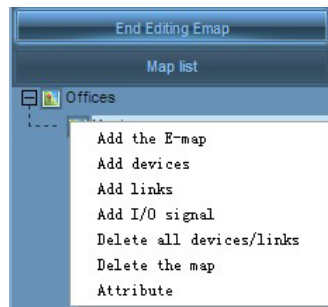 End Editing Emap
Map list
Offices
Add the E-map
Add devices
Add links
Add I/O signal
Delete all devices/links
Delete the map
Attribute